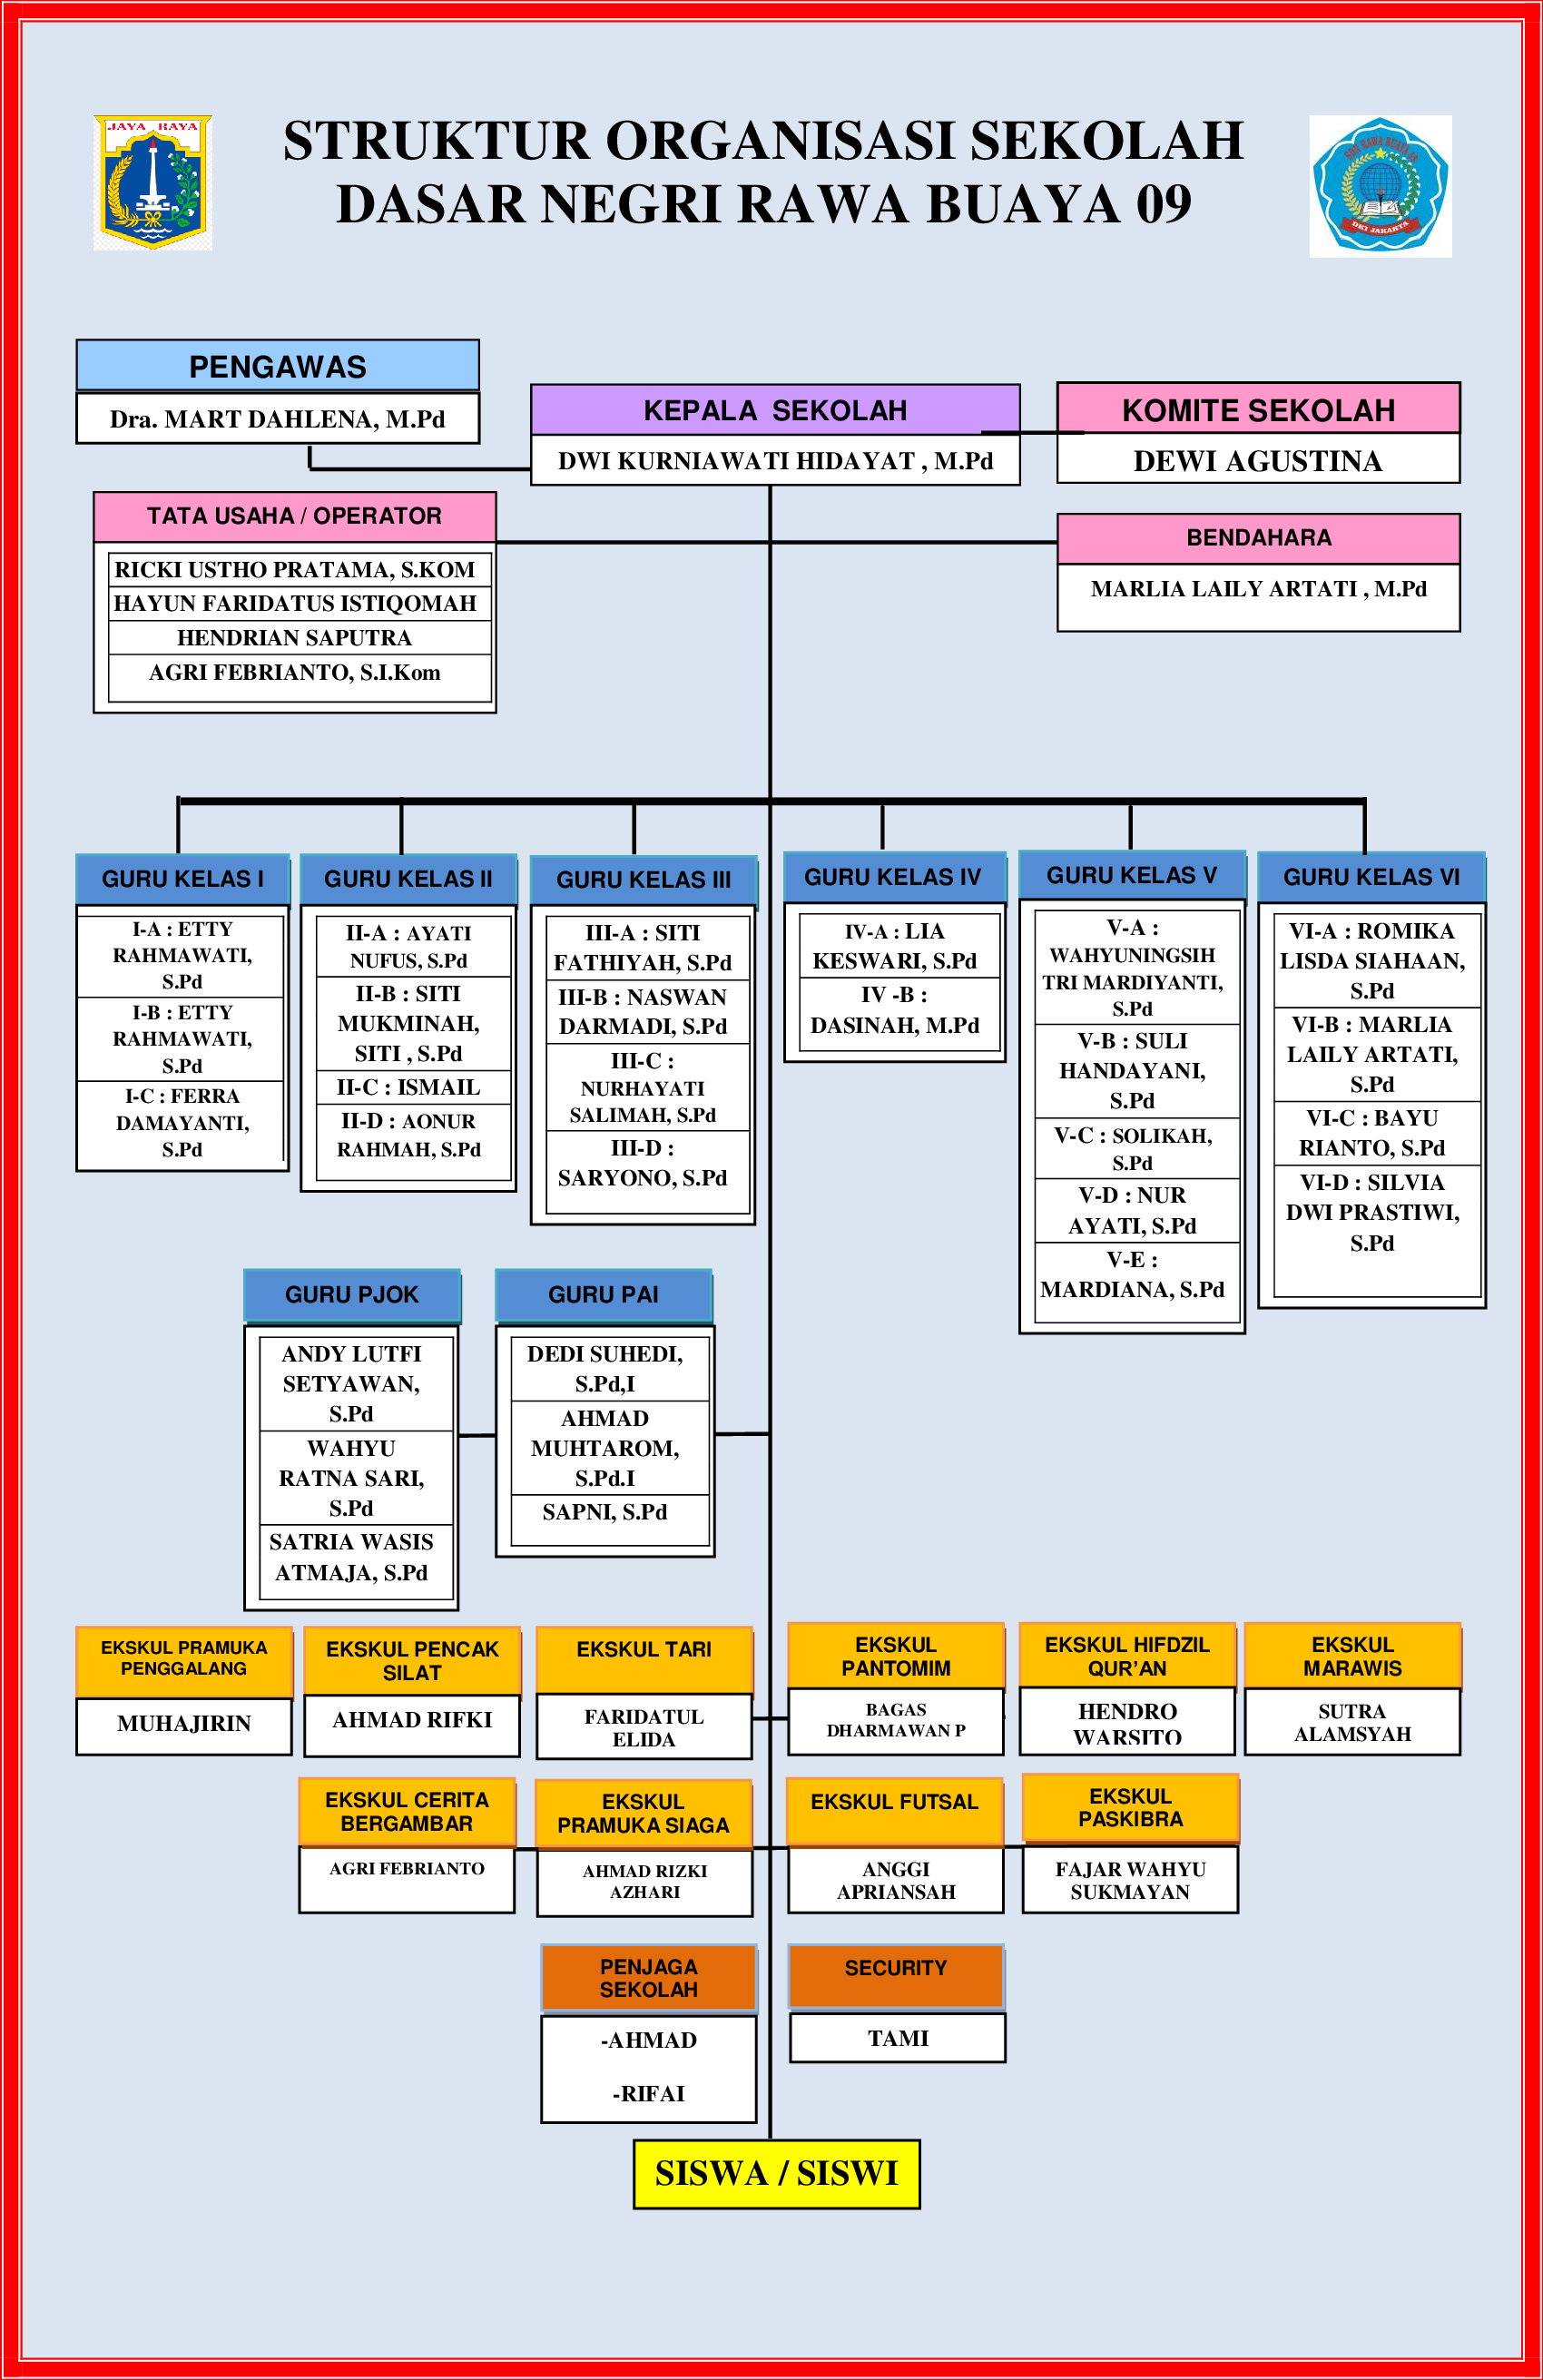 JAYA RAYA
STRUKTUR ORGANISASI SEKOLAH
DASAR NEGRI RAWA BUAYA 09
SDN RAWA BUAYA 09
DKI JAKARTA
PENGAWAS
Dra. MART DAHLENA, M.Pd
KEPALA SEKOLAH
DWI KURNIAWATI HIDAYAT , M.Pd
KOMITE SEKOLAH
DEWI AGUSTINA
TATA USAHA / OPERATOR
RICKI USTHO PRATAMA, S.KOM
HAYUN FARIDATUS ISTIQOMAH
HENDRIAN SAPUTRA
AGRI FEBRIANTO, S.I.Kom
BENDAHARA
MARLIA LAILY ARTATI , M.Pd
GURU KELAS I
I-A : ETTY
RAHMAWATI,
S.Pd
I-B : ETTY
RAHMAWATI,
S.Pd
I-C : FERRA
DAMAYANTI,
S.Pd
GURU KELAS II
II-A : AYATI
NUFUS, S.Pd
II-B : SITI
MUKMINAH,
SITI , S.Pd
II-C : ISMAIL
II-D : AONUR
RAHMAH, S.Pd
GURU KELAS III
III-A : SITI
FATHIYAH, S.Pd
III-B : NASWAN
DARMADI, S.Pd
III-C :
NURHAYATI
SALIMAH, S.Pd
III-D :
SARYONO, S.Pd
GURU KELAS IV
IV-A : LIA
KESWARI, S.Pd
IV -B :
DASINAH, M.Pd
GURU KELAS V
V-A :
WAHYUNINGSIH
TRI MARDIYANTI,
S.Pd
V-B : SULI
HANDAYANI,
S.Pd
V-C : SOLIKAH,
S.Pd
V-D : NUR
AYATI, S.Pd
V-E :
MARDIANA, S.Pd
GURU KELAS VI
VI-A : ROMIKA
LISDA SIAHAAN,
S.Pd
VI-B : MARLIA
LAILY ARTATI,
S.Pd
VI-C : BAYU
RIANTO, S.Pd
VI-D : SILVIA
DWI PRASTIWI,
S.Pd
GURU PJOK
ANDY LUTFI
SETYAWAN,
S.Pd
WAHYU
RATNA SARI,
S.Pd
SATRIA WASIS
ATMAJA, S.Pd
GURU PAI
DEDI SUHEDI,
S.Pd,I
AHMAD
MUHTAROM,
S.Pd.I
SAPNI, S.Pd
EKSKUL PRAMUKA
PENGGALANG
MUHAJIRIN
EKSKUL PENCAK
SILAT
AHMAD RIFKI
EKSKUL TARI
FARIDATUL
ELIDA
EKSKUL
PANTOMIM
BAGAS
DHARMAWAN P
EKSKUL HIFDZIL
QUR’AN
HENDRO
WARSITO
EKSKUL
MARAWIS
SUTRA
ALAMSYAH
EKSKUL CERITA
BERGAMBAR
AGRI FEBRIANTO
EKSKUL
PRAMUKA SIAGA
AHMAD RIZKI
AZHARI
EKSKUL FUTSAL
ANGGI
APRIANSAH
EKSKUL
PASKIBRA
FAJAR WAHYU
SUKMAYAN
PENJAGA
SEKOLAH
-AHMAD
-RIFAI
SECURITY
TAMI
SISWA / SISWI